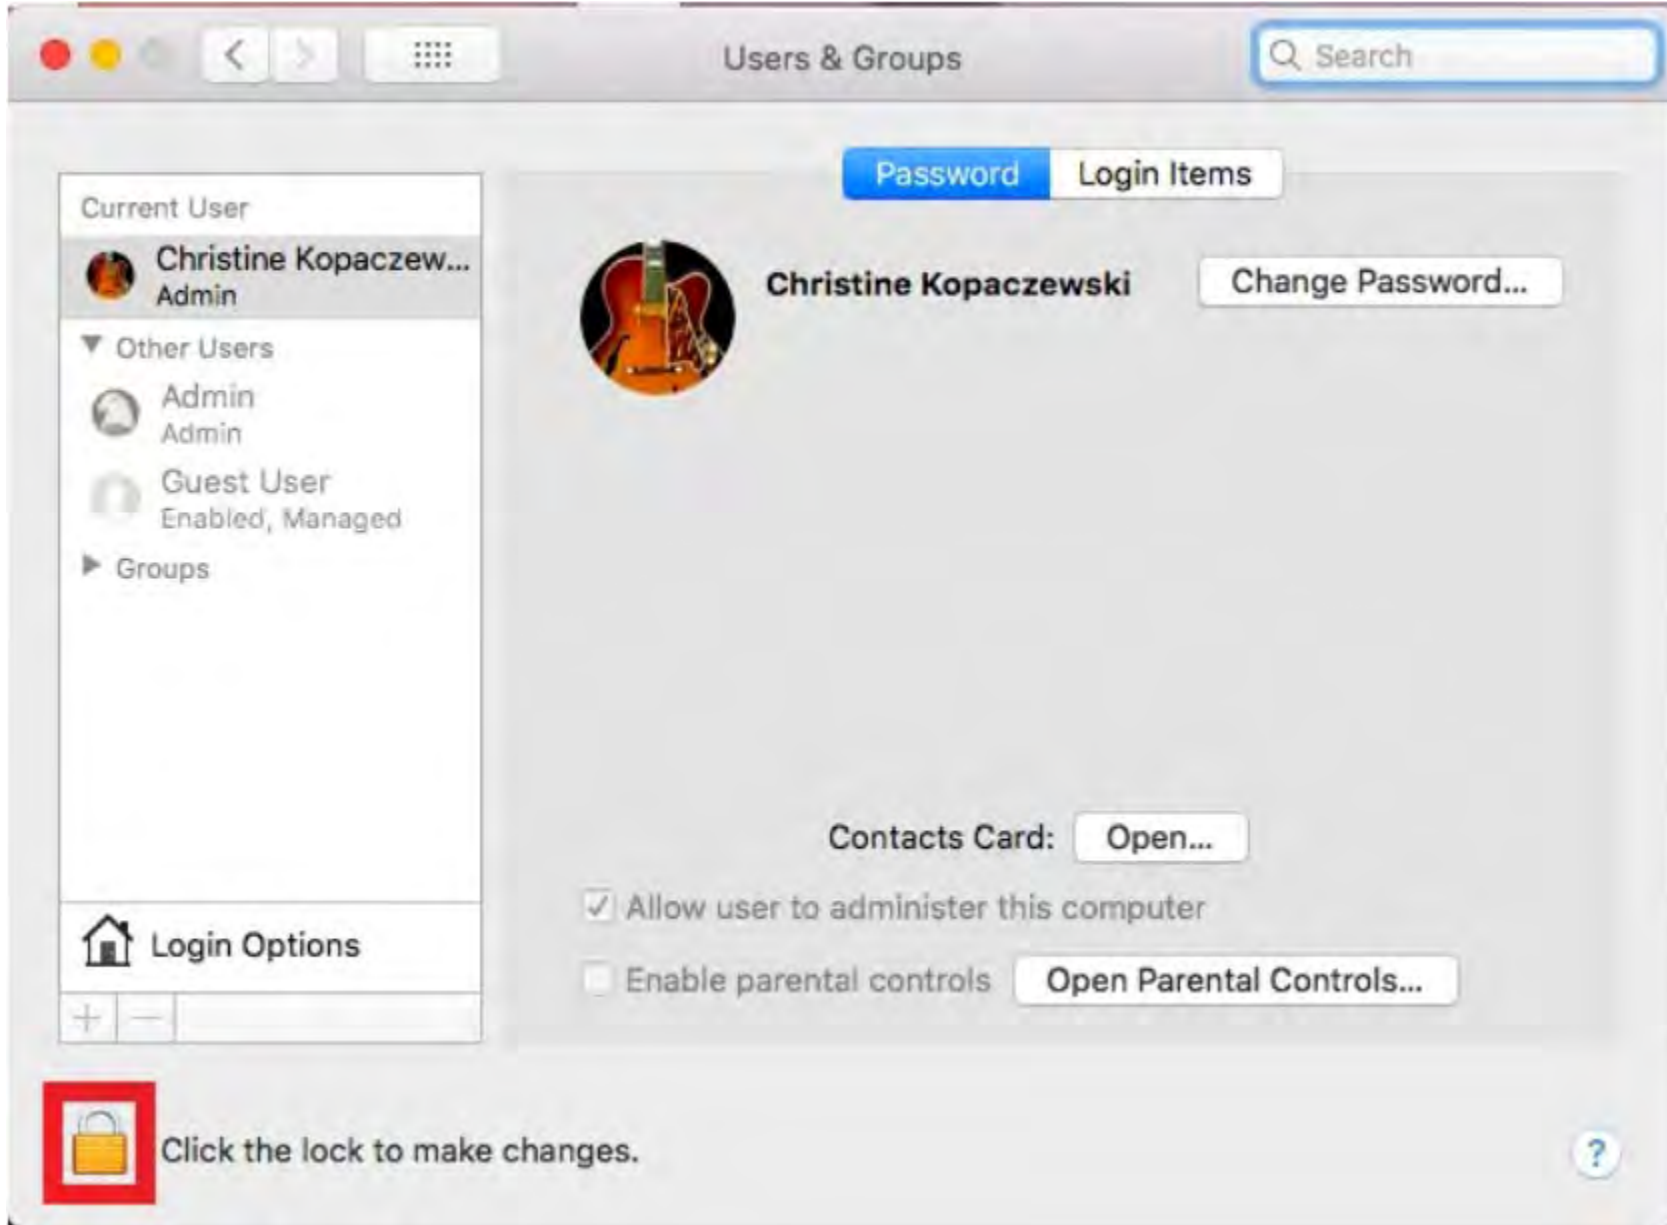 Users & Groups
Search
Password
Login Items
Current User
Christine Kopaczew...
Admin
Christine Kopaczewski
Change Password...
Other Users
Admin
Admin
Guest User
Enabled, Managed
Groups
Contacts Card:
Open...
Allow user to administer this computer
Login Options
Enable parental controls
Open Parental Controls...
Click the lock to make changes.
?